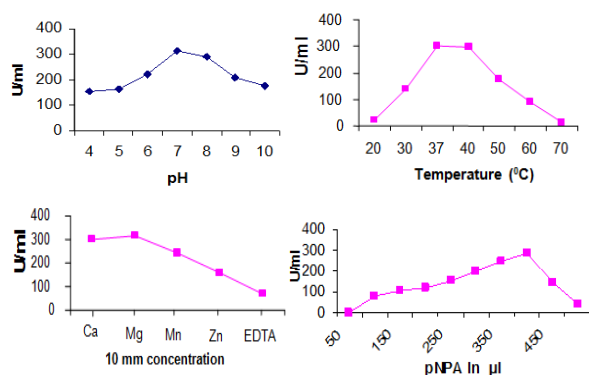 400
300
200
100
0
U/ml
4 5 6 7 8 9 10
pH
400
300
200
100
0
U/ml
20 30 37 40 50 60 70
Temperature (⁰C)
400
300
200
100
0
U/ml
Ca Mg Mn Zn EDTA
10 mm concentration
400
300
200
100
0
U/ml
50 150 250 350 450
pNPA In µl